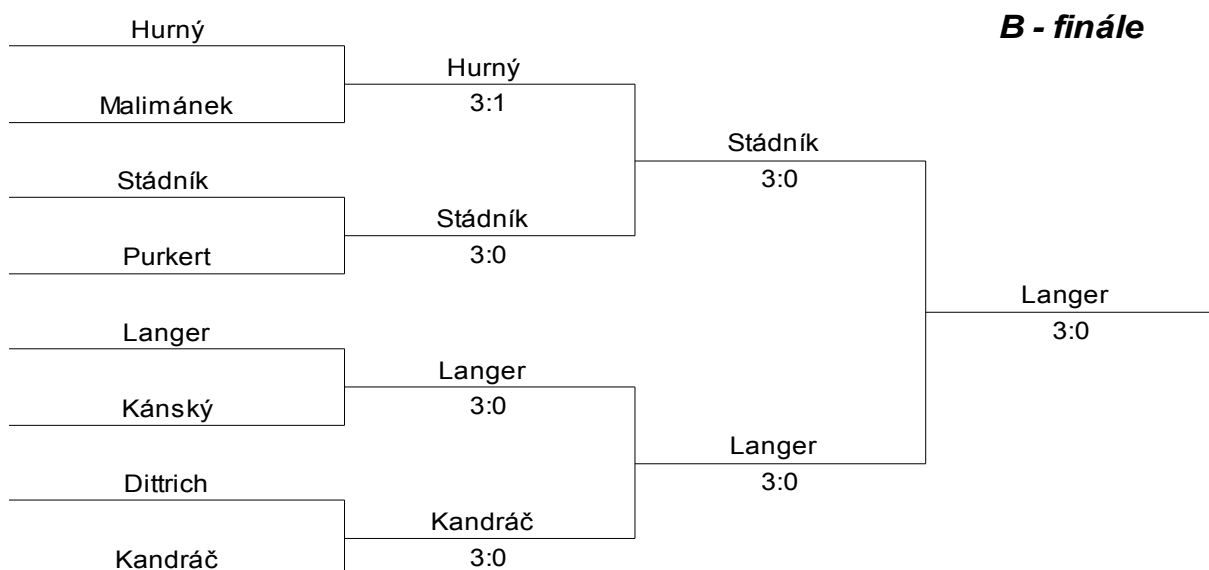 B - finále
Hurný
Hurný
Malimánek
3:1
Stádník
Stádník
3:0
Stádník
Purkert
3:0
Langer
Langer
3:0
Langer
Kánský
3:0
Langer
Dittrich
3:0
Kandráč
Kandráč
3:0